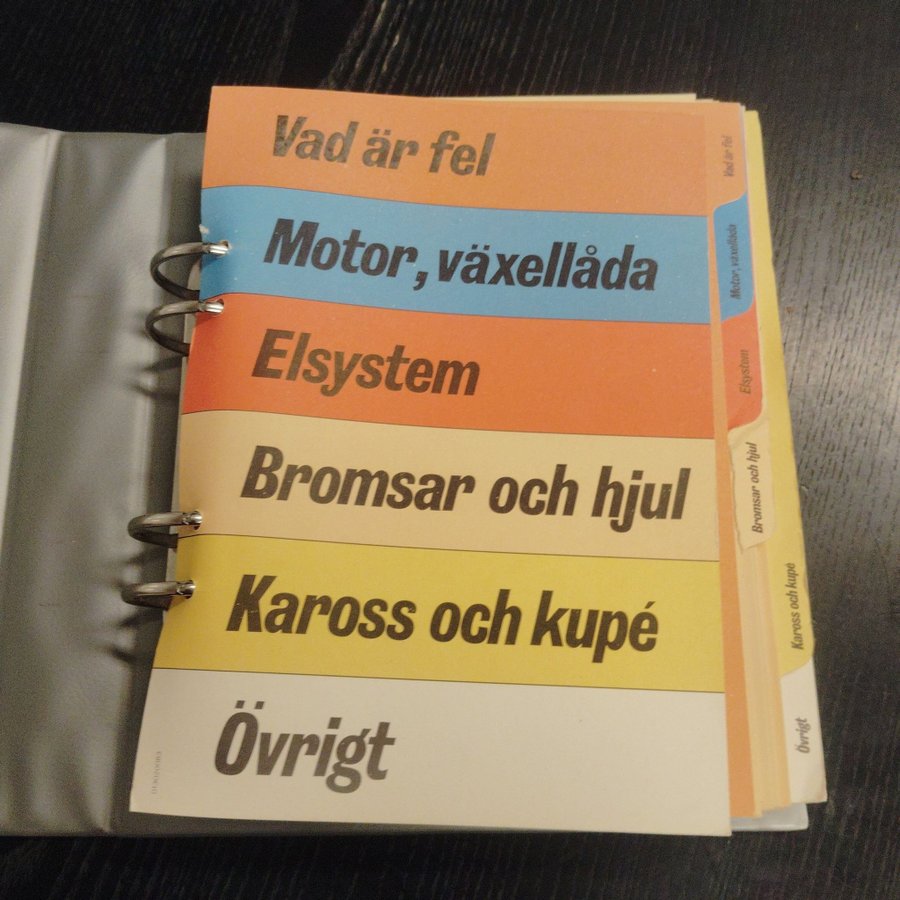 Vad är fel
Motor, växellåda
Elsystem
Bromsar och hjul
Kaross och kupé
Övrigt
Vad är fel
Motor, växellåda
Elsystem
Bromsar och hjul
Kaross och kupé
Övrigt